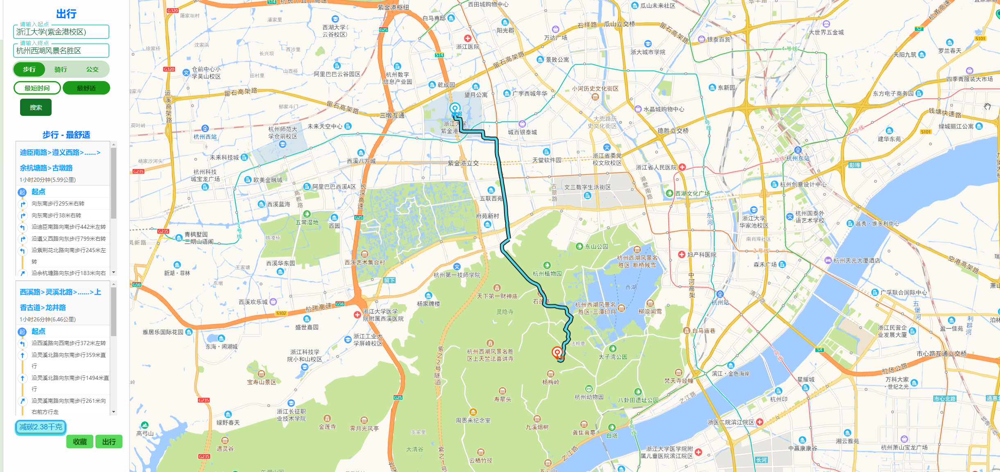 出行
请输入起点
浙江大学(紫金港校区)
请输入终点
杭州西湖风景名胜区
步行
骑行
公交
最短时间
最舒适
搜索
步行 - 最舒适
迪臣南路>遵义西路>......>
余杭塘路>古墩路
1小时20分钟(5.99公里)
起
起点
向东南步行295米右转
向东南步行38米右转
沿迪臣南路向南步行442米左转
沿遵义西路向东步行799米右转
沿紫荆花北路向南步行245米左
转
沿余杭塘路向东步行183米向右
西溪路>灵溪北路>......>上
香古道>龙井路
1小时26分钟(6.46公里)
起
起点
沿西溪路向西南步行372米左转
沿灵溪北路向东南步行359米直
行
沿灵溪北路向东南步行1494米直
行
沿灵溪南路向东南步行261米向
右前方行走
减碳2.38千克
收藏
出行
G320
屠家坝村
S14
潘家里
紫金港枢纽
西田城购物中心
白马尊邸
西湖大学(
云谷校区)
G25
阳光郡
万达广场
石祥路
瓜山立交桥
瓜山未来社区
留石高架路
银泰百货
大世界五金城
杭甬高速
S2
S101
罗兰春天
天阳九筑
4号线
徐家桥
沈家浜
长兴坝
西沙里
S14
浙江医院
浙大城市学院
景致公寓
留石高架路
G320
仓前中心小
学吴山校区
田村里
山西桥
阿里巴巴云谷园区
杭州数字
信息产业园
乾成园
望月公寓
广宇西城年华
小河历史文化街区
东新园
四季青服装大市场
东方电子商务园
运溪高架路
留石高架路
郁家斗门
留石高架路
三墩互通
水晶城购物中心
大兜里历
史文化街区
钱塘快速路
绿城丽江公寓
荷叶岭
杭州西站
杭州师范大
学仓前校区
未来天空中心
浙江大学
城西银泰城
德胜立交桥
5号线
1号线
S101
建华东苑
杨家沙河头
未来科技城
西溪八方城
紫金港立交
天堂软件园
浙江省委党
校文欣校区
浙江省人民医院
1号线
杭州东站
彭埠
G235
杭州科技
城宝龙广场
欧美金融城
阿里巴巴西溪A区
长深高速
高教路
五联西苑
古翠路
文三数字生活街区
湖墅南路
西湖文化广场
杭州创意设计中心
西溪蓝海
五常湿地
西园
G25
府苑新村
东河
浙江大学
华家池校区
杭州国泰外
语艺术学校
越秀·维多利中心
G235
5号线
青枫墅园
三期山语阁
凤新路
铁凌桥
南肖埠社区
2号线
东山公园
杭州西湖风景名
胜区-断桥残雪
妇产科医院
森禾广场
杭州天元大厦酒店
空港高架路
新湖·菲林
王家塘
西溪华东园
西溪艺术集合村
杭州第一技师学院
杭州植物园
留下
G56
东墩
天下第一财神庙
西湖
中河高架
清江路
广孚联合国际中心
西溪欢乐城
杭瑞高速
G56
杨家牌楼
灵隐寺
杭州西湖风景名
胜区-三潭印月
柳浪闻莺
杭州站
五堡河
S102
盛世嘉园
浙江大学医学
院附属西溪医院
利群河
盈一佳苑
雅居乐国际花园
东海·闲湖城
浙江工业大
学屏峰校区
白马庙巷
浙江民营企
业发展大厦
浙江科技学
院小和山校区
紫之2号隧道
杭州西湖风景名胜
区上天竺法喜讲寺
法相巷
太子湾公园
1号线
S4
市心路互通立交桥
宝寿山景区
杨梅岭
梵天寺经幢
滨江·金色海岸
星耀城
机场公路
万科大家
·世纪之光
G235
G25
寿星头
杭州动物园
八卦田遗址公园
之江路
杭州印
市心北路
浙江长征职
业技术学院
绿野春天
高弓山
金莲寺
霁月光风亭
周恩来纪念室
九溪烟树
龚佳育墓
白塔
4号线
浙医二院滨江院区
支家里
湘云雅苑
遇灵谷
大清谷
紫之1号
云栖竹径
之江路
浙江大学医学院附
属儿童医院滨江院区
中赢康康谷
杭州萧山宝龙广场
G235
长河